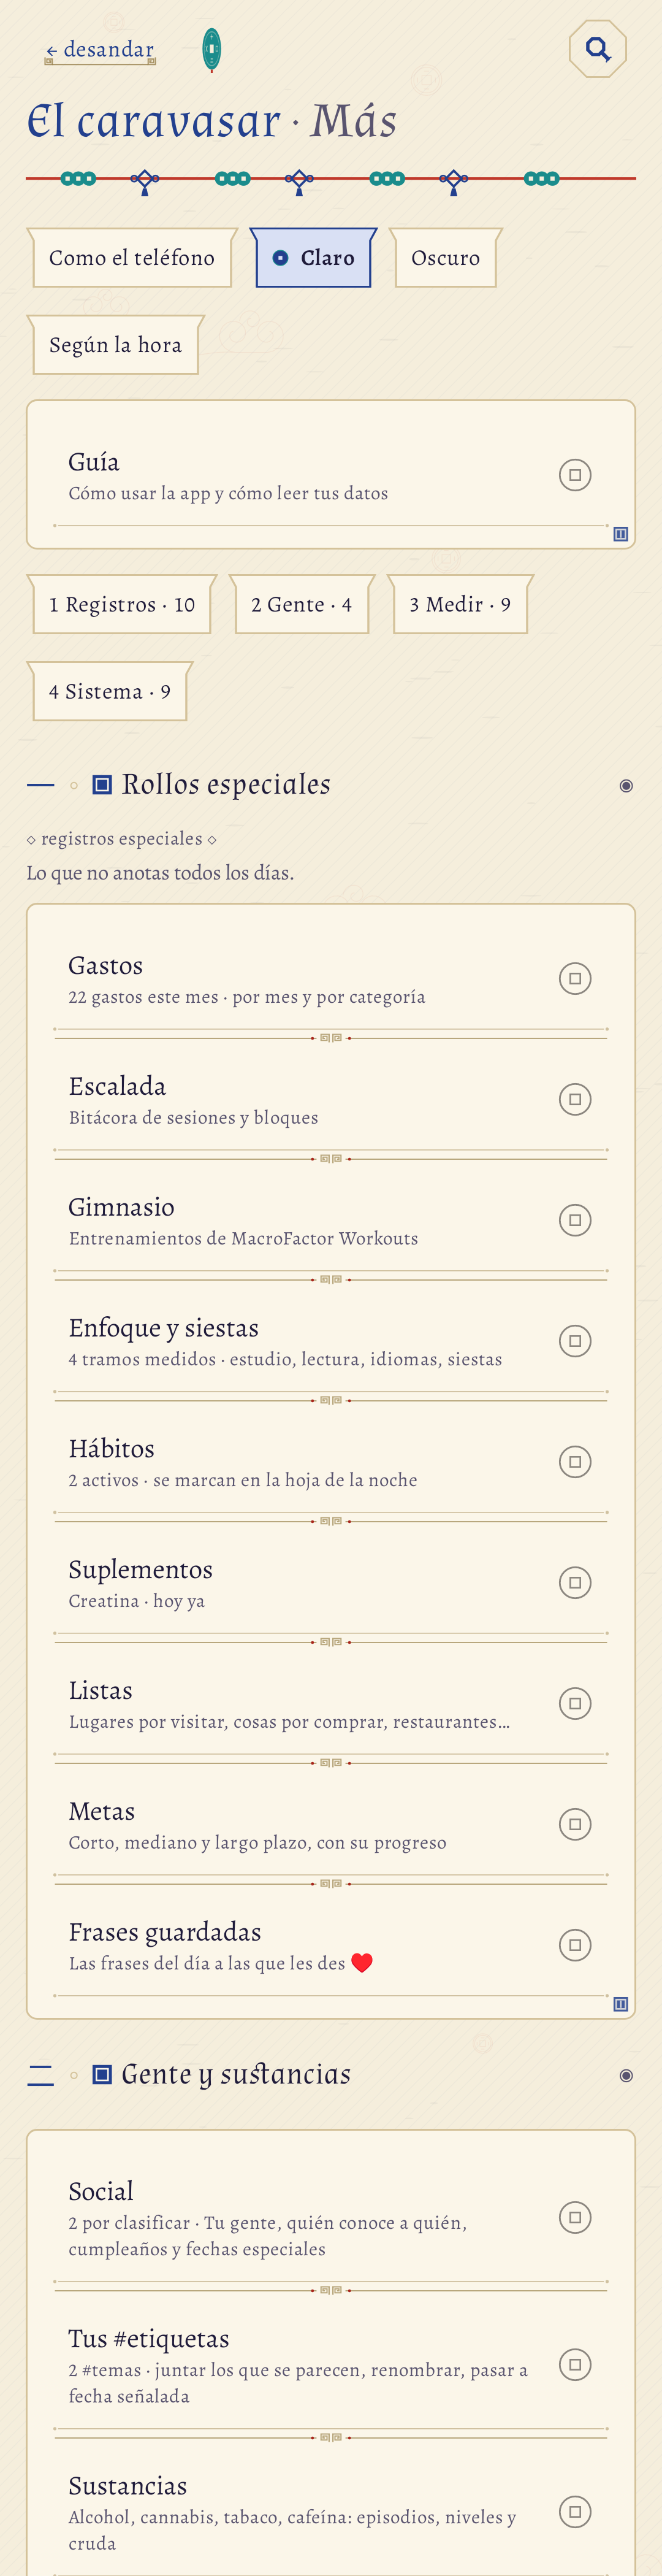 ← desandar
El caravasar · Más
Como el teléfono
Claro
Oscuro
Según la hora
Guía
Cómo usar la app y cómo leer tus datos
1 Registros · 10
2 Gente · 4
3 Medir · 9
4 Sistema · 9
Rollos especiales
◇ registros especiales ◇
Lo que no anotas todos los días.
Gastos
22 gastos este mes · por mes y por categoría
Escalada
Bitácora de sesiones y bloques
Gimnasio
Entrenamientos de MacroFactor Workouts
Enfoque y siestas
4 tramos medidos · estudio, lectura, idiomas, siestas
Hábitos
2 activos · se marcan en la hoja de la noche
Suplementos
Creatina · hoy ya
Listas
Lugares por visitar, cosas por comprar, restaurantes…
Metas
Corto, mediano y largo plazo, con su progreso
Frases guardadas
Las frases del día a las que les des ❤️
Gente y sustancias
Social
2 por clasificar · Tu gente, quién conoce a quién,
cumpleaños y fechas especiales
Tus #etiquetas
2 #temas · juntar los que se parecen, renombrar, pasar a
fecha señalada
Sustancias
Alcohol, cannabis, tabaco, cafeína: episodios, niveles y
cruda